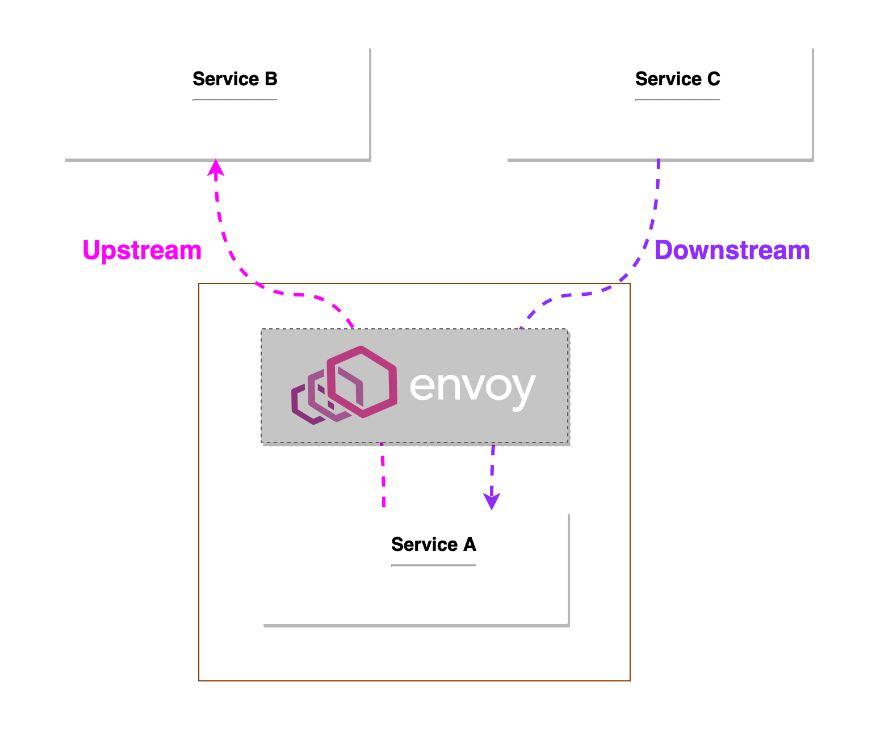 Service B
Service C
Upstream
Downstream
envoy
Service A